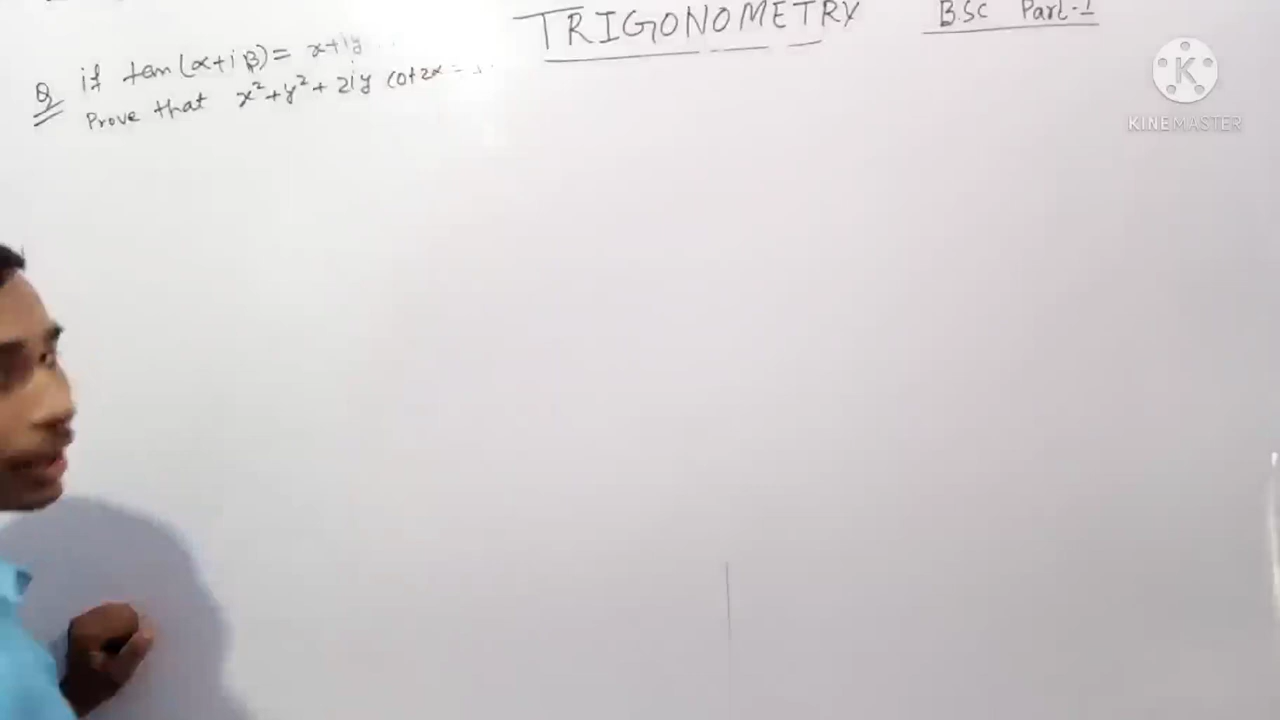 TRIGONOMETRY
B.Sc Part-I
Q if tan(α+iβ) = x+iy
Prove that x²+y²+2iy cot2α =
K
KINEMASTER